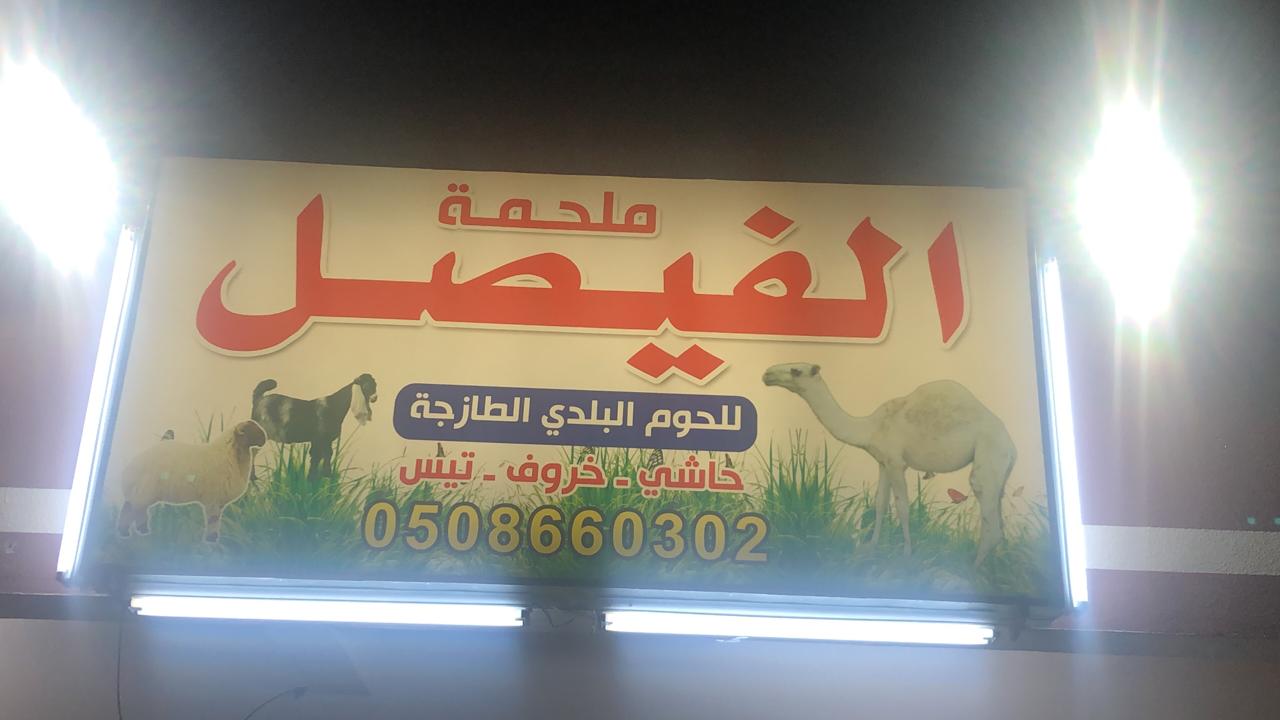 ملحمة
الفيصل
للحوم البلدي الطازجة
حاشي - خروف - تيس
0508660302